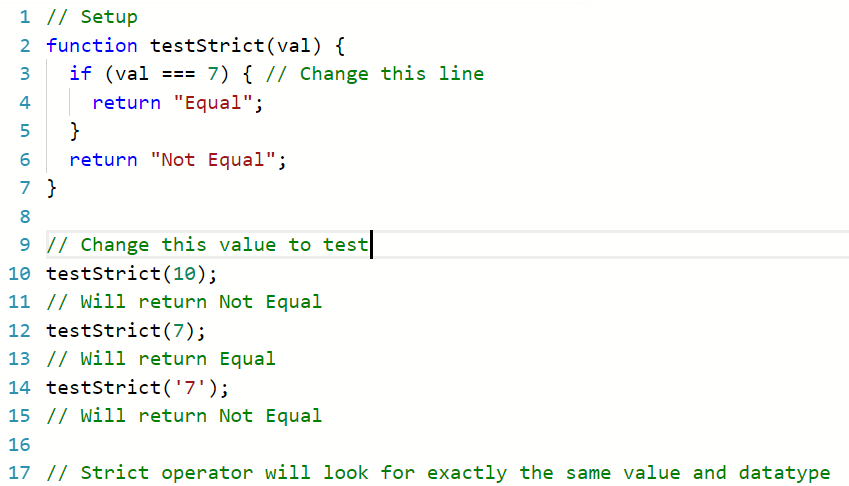 1 // Setup
2 function testStrict(val) {
3   if (val === 7) { // Change this line
4     return "Equal";
5   }
6   return "Not Equal";
7 }
8
9 // Change this value to test
10 testStrict(10);
11 // Will return Not Equal
12 testStrict(7);
13 // Will return Equal
14 testStrict('7');
15 // Will return Not Equal
16
17 // Strict operator will look for exactly the same value and datatype